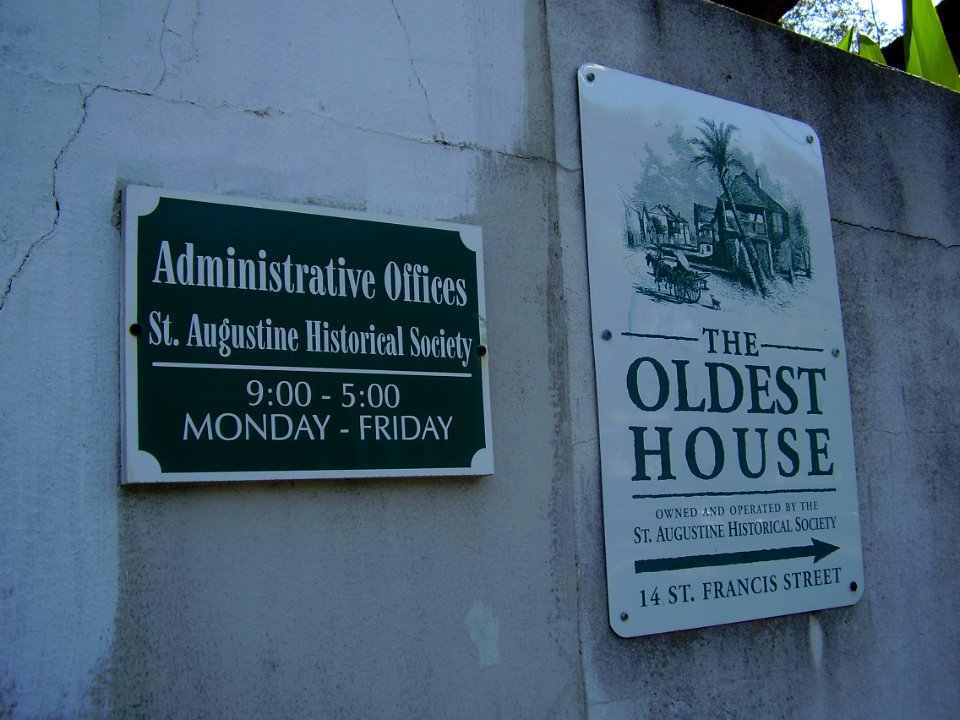 Administrative Offices
St. Augustine Historical Society
9:00 - 5:00
MONDAY - FRIDAY
THE
OLDEST
HOUSE
OWNED AND OPERATED BY THE
ST. AUGUSTINE HISTORICAL SOCIETY
14 ST. FRANCIS STREET